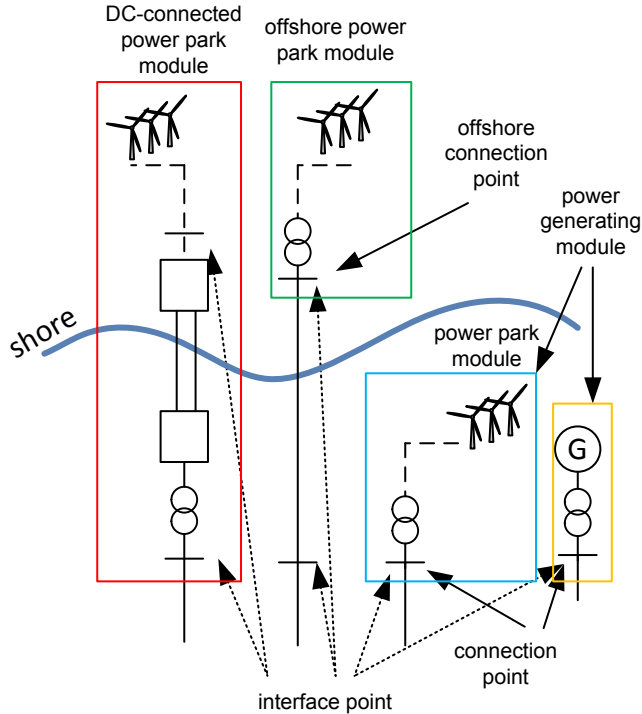 DC-connected
power park
module
offshore power
park module
offshore
connection
point
power
generating
module
shore
power park
module
G
connection
point
interface point